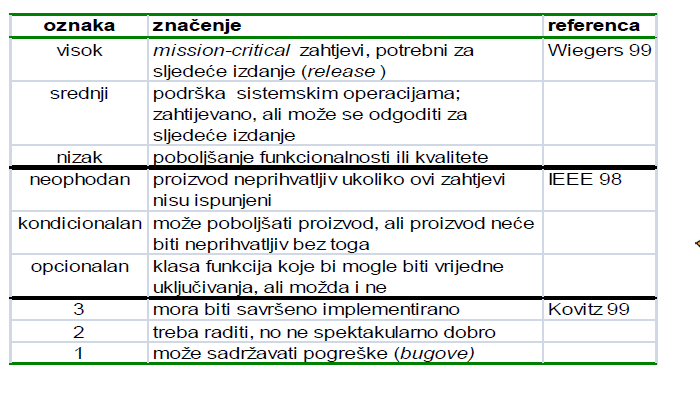 oznaka značenje referenca
visok mission-critical zahtjevi, potrebni za Wiegers 99
sljedeće izdanje (release )
srednji podrška sistemskim operacijama;
zahtijevano, ali može se odgoditi za
sljedeće izdanje
nizak poboljšanje funkcionalnosti ili kvalitete
neophodan proizvod neprihvatljiv ukoliko ovi zahtjevi IEEE 98
nisu ispunjeni
kondicionalan može poboljšati proizvod, ali proizvod neće
biti neprihvatljiv bez toga
opcionalan klasa funkcija koje bi mogle biti vrijedne
uključivanja, ali možda i ne
3 mora biti savršeno implementirano Kovitz 99
2 treba raditi, no ne spektakularno dobro
1 može sadržavati pogreške (bugove)